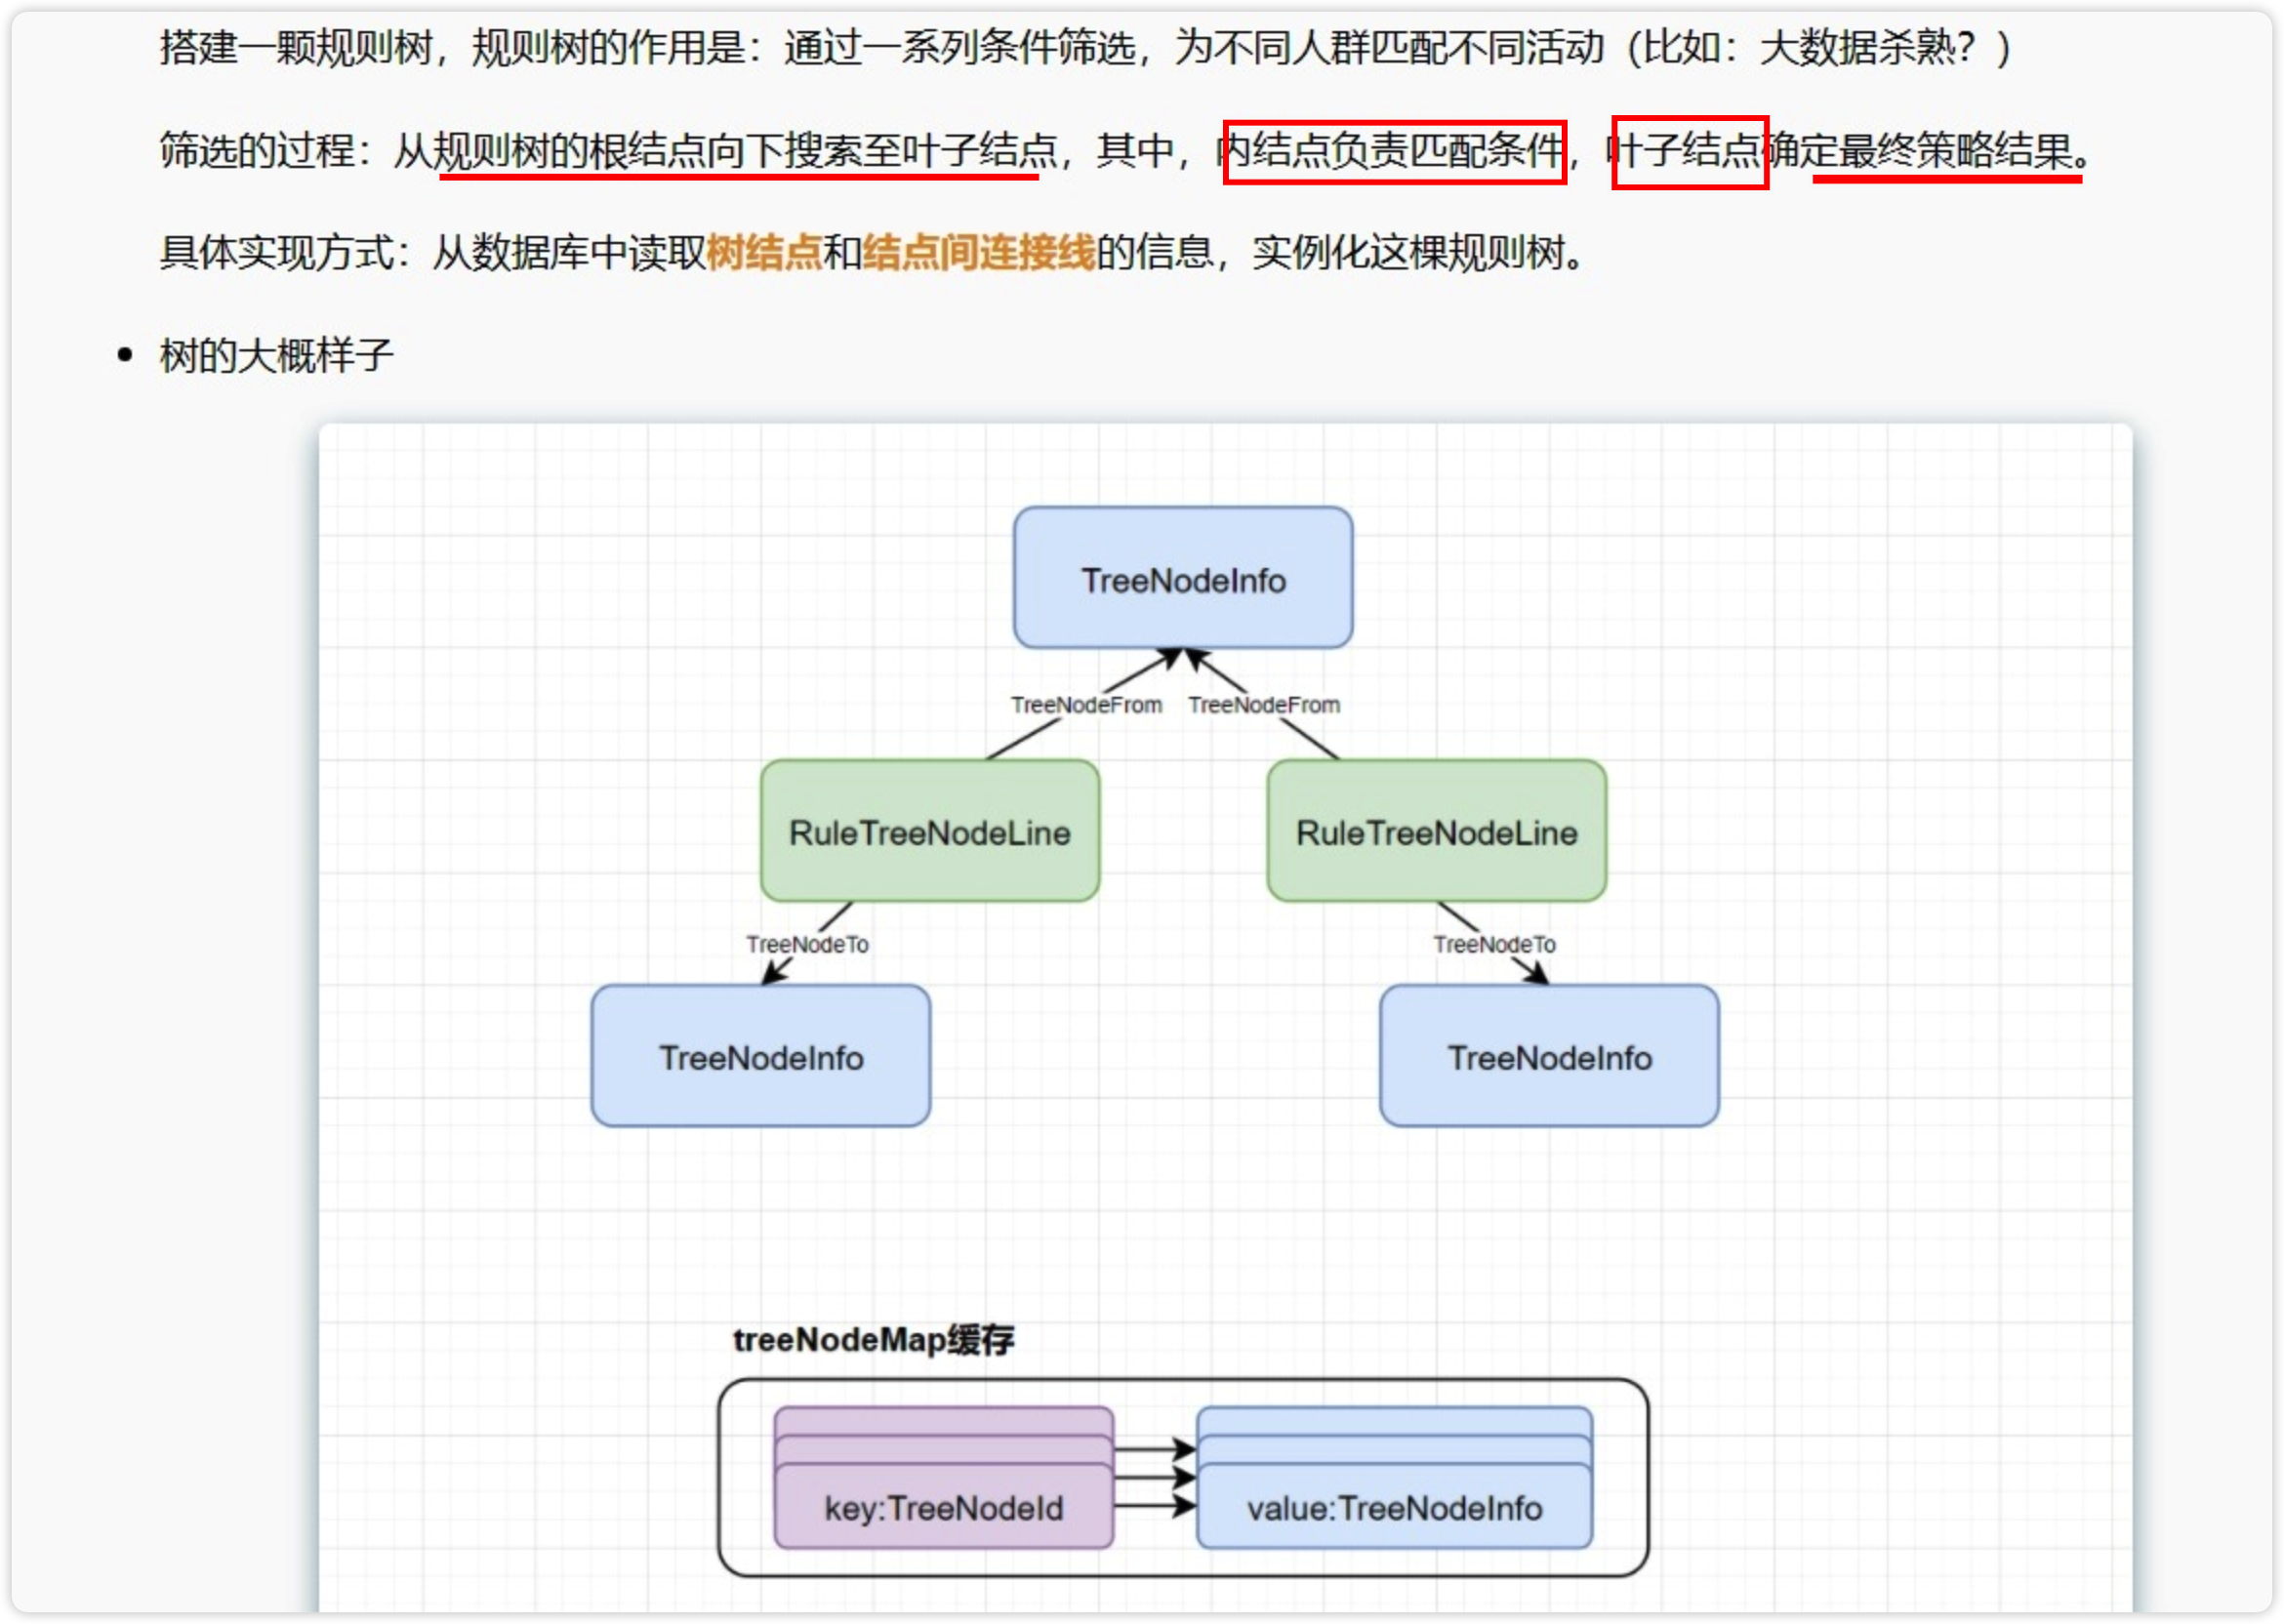 搭建一颗规则树，规则树的作用是：通过一系列条件筛选，为不同人群匹配不同活动（比如：大数据杀熟？）
筛选的过程：从规则树的根结点向下搜索至叶子结点，其中，内结点负责匹配条件，叶子结点确定最终策略结果。
具体实现方式：从数据库中读取树结点和结点间连接线的信息，实例化这棵规则树。
• 树的大概样子
TreeNodeInfo
TreeNodeFrom TreeNodeFrom
RuleTreeNodeLine RuleTreeNodeLine
TreeNodeTo TreeNodeTo
TreeNodeInfo TreeNodeInfo
treeNodeMap缓存
key:TreeNodeId value:TreeNodeInfo